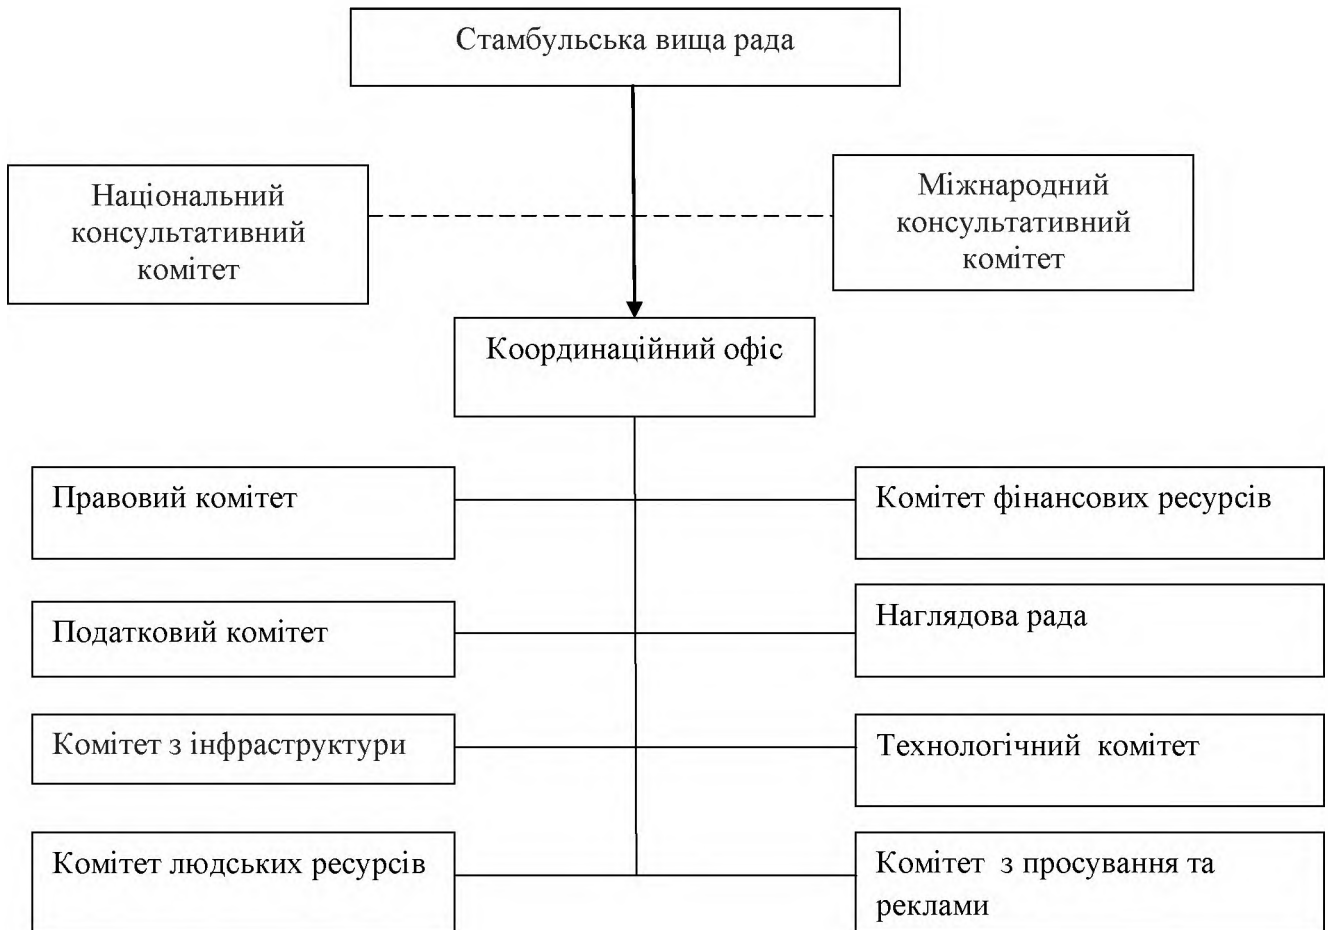 Стамбульська вища рада
Національний
консультативний
комітет
Міжнародний
консультативний
комітет
Координаційний офіс
Правовий комітет
Комітет фінансових ресурсів
Податковий комітет
Наглядова рада
Комітет з інфраструктури
Технологічний комітет
Комітет людських ресурсів
Комітет з просування та
реклами